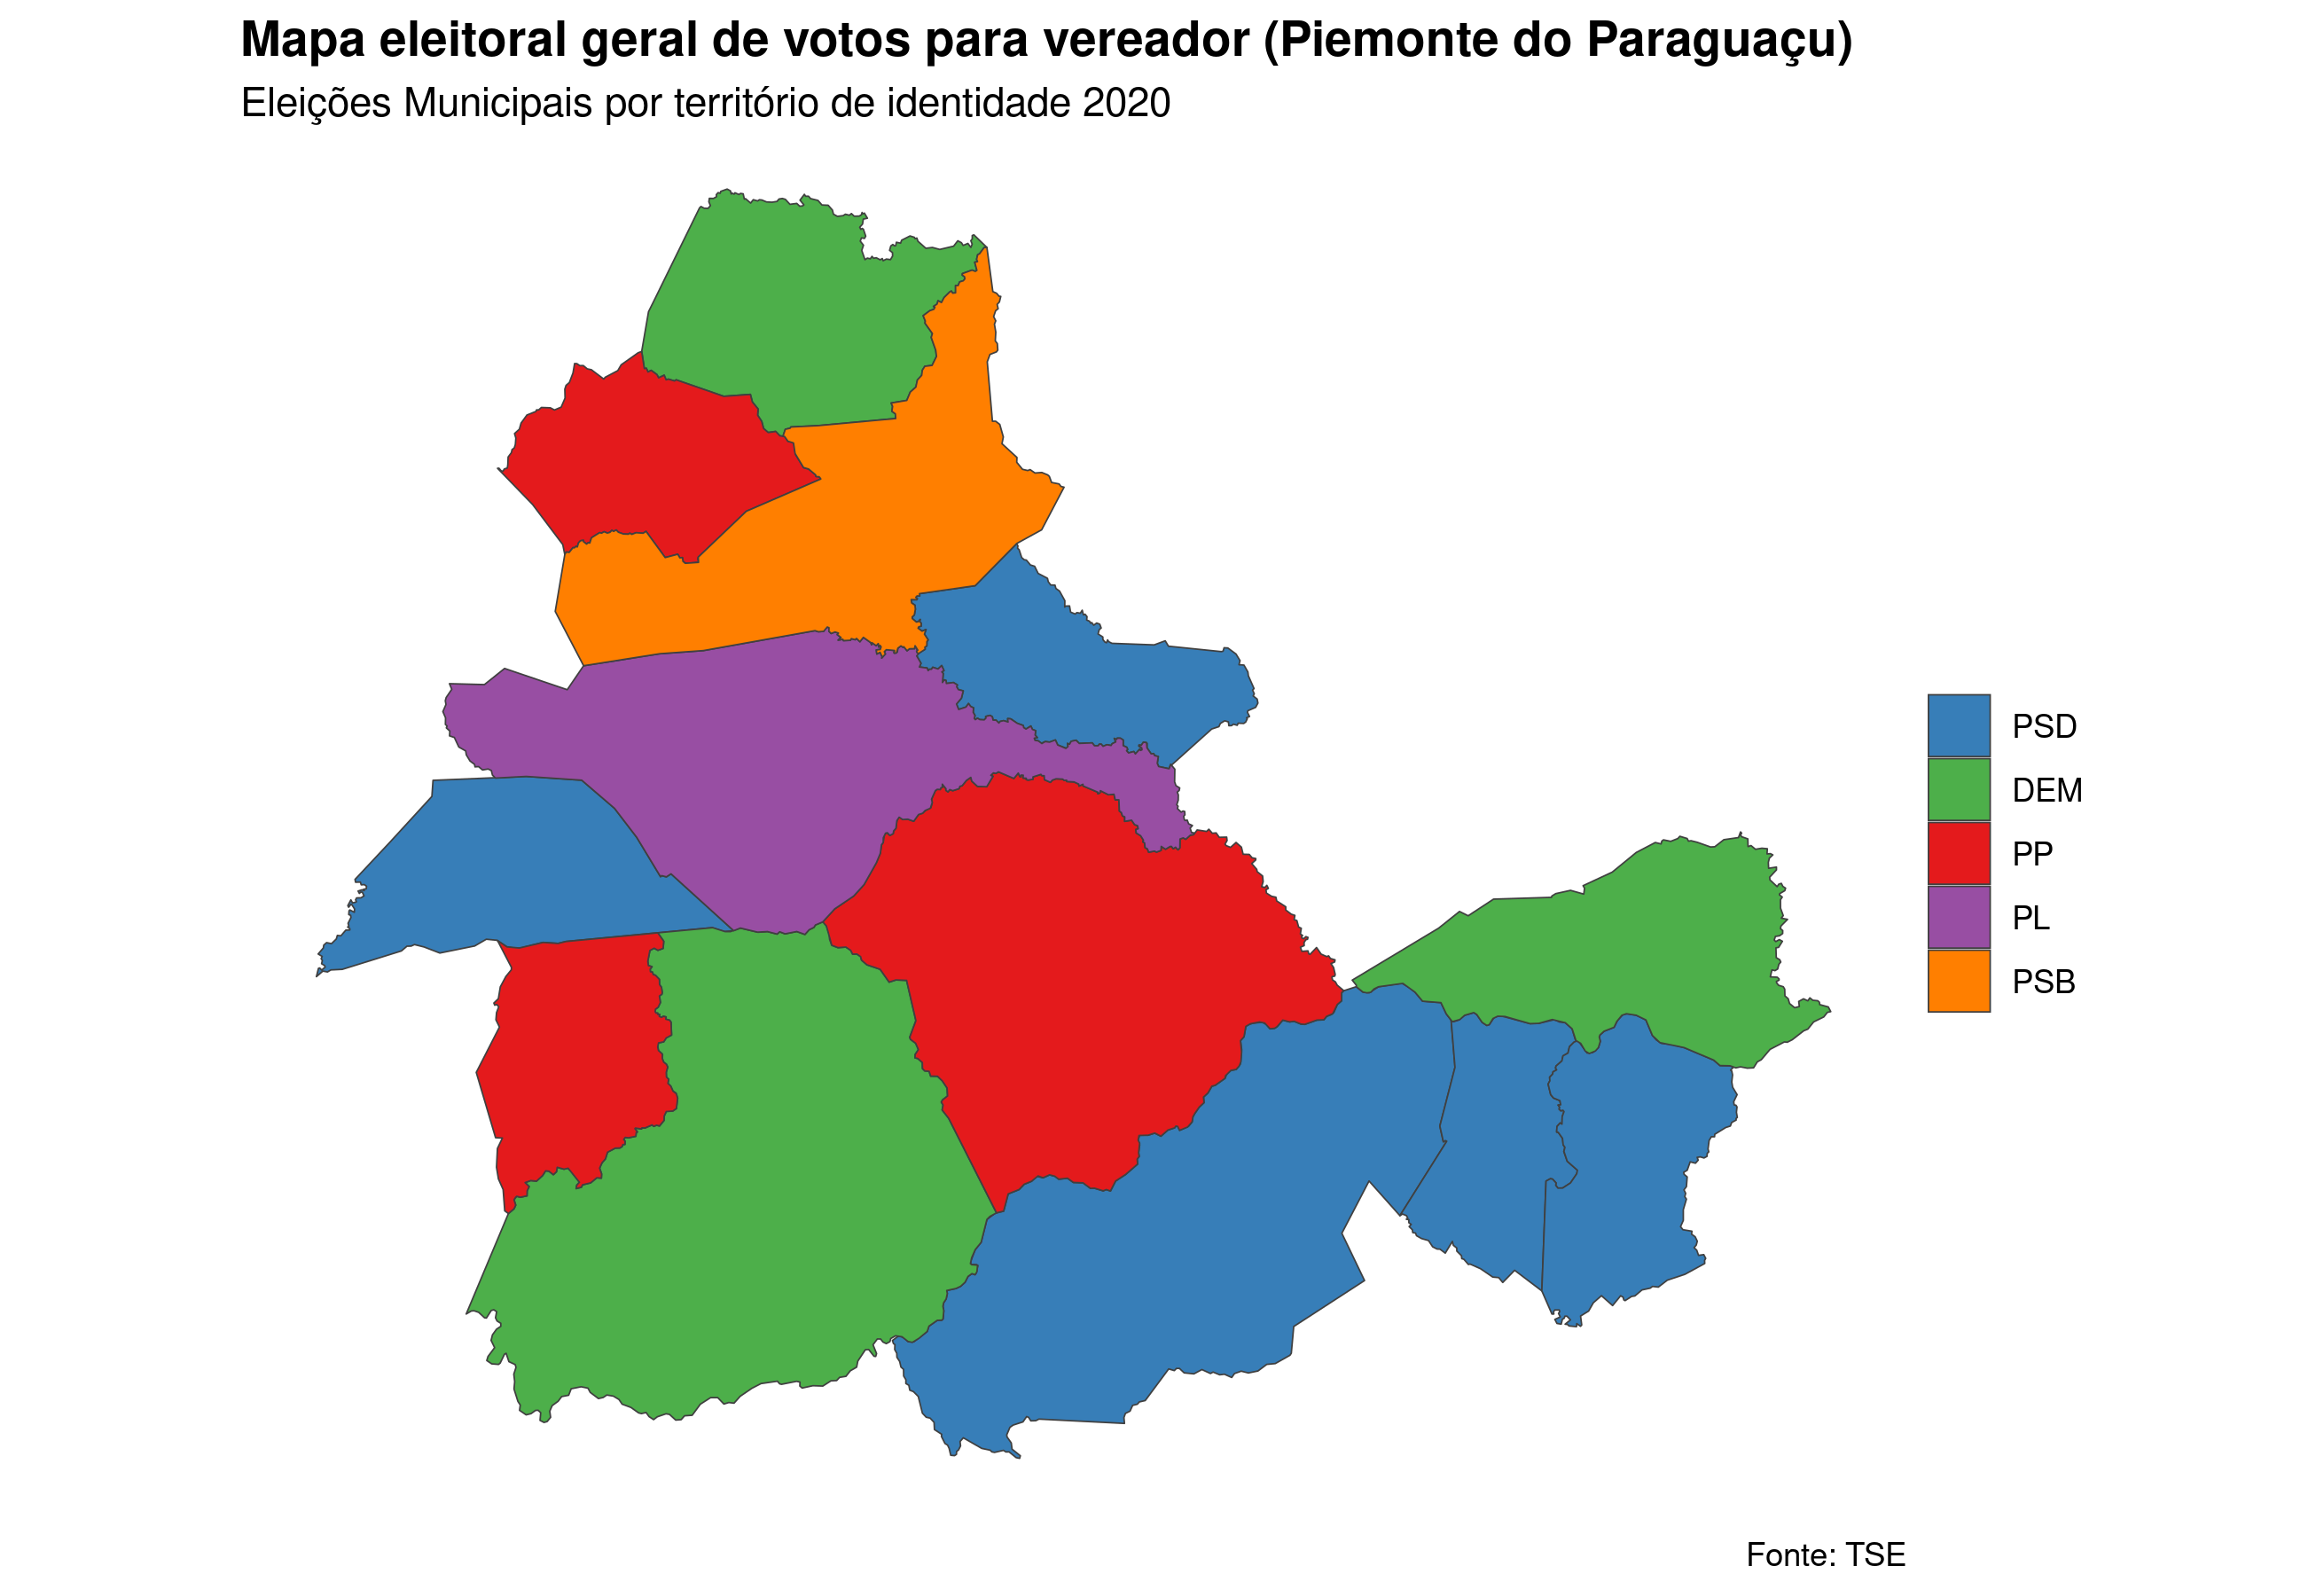 Mapa eleitoral geral de votos para vereador (Piemonte do Paraguaçu)
Eleições Municipais por território de identidade 2020
PSD
DEM
PP
PL
PSB
Fonte: TSE